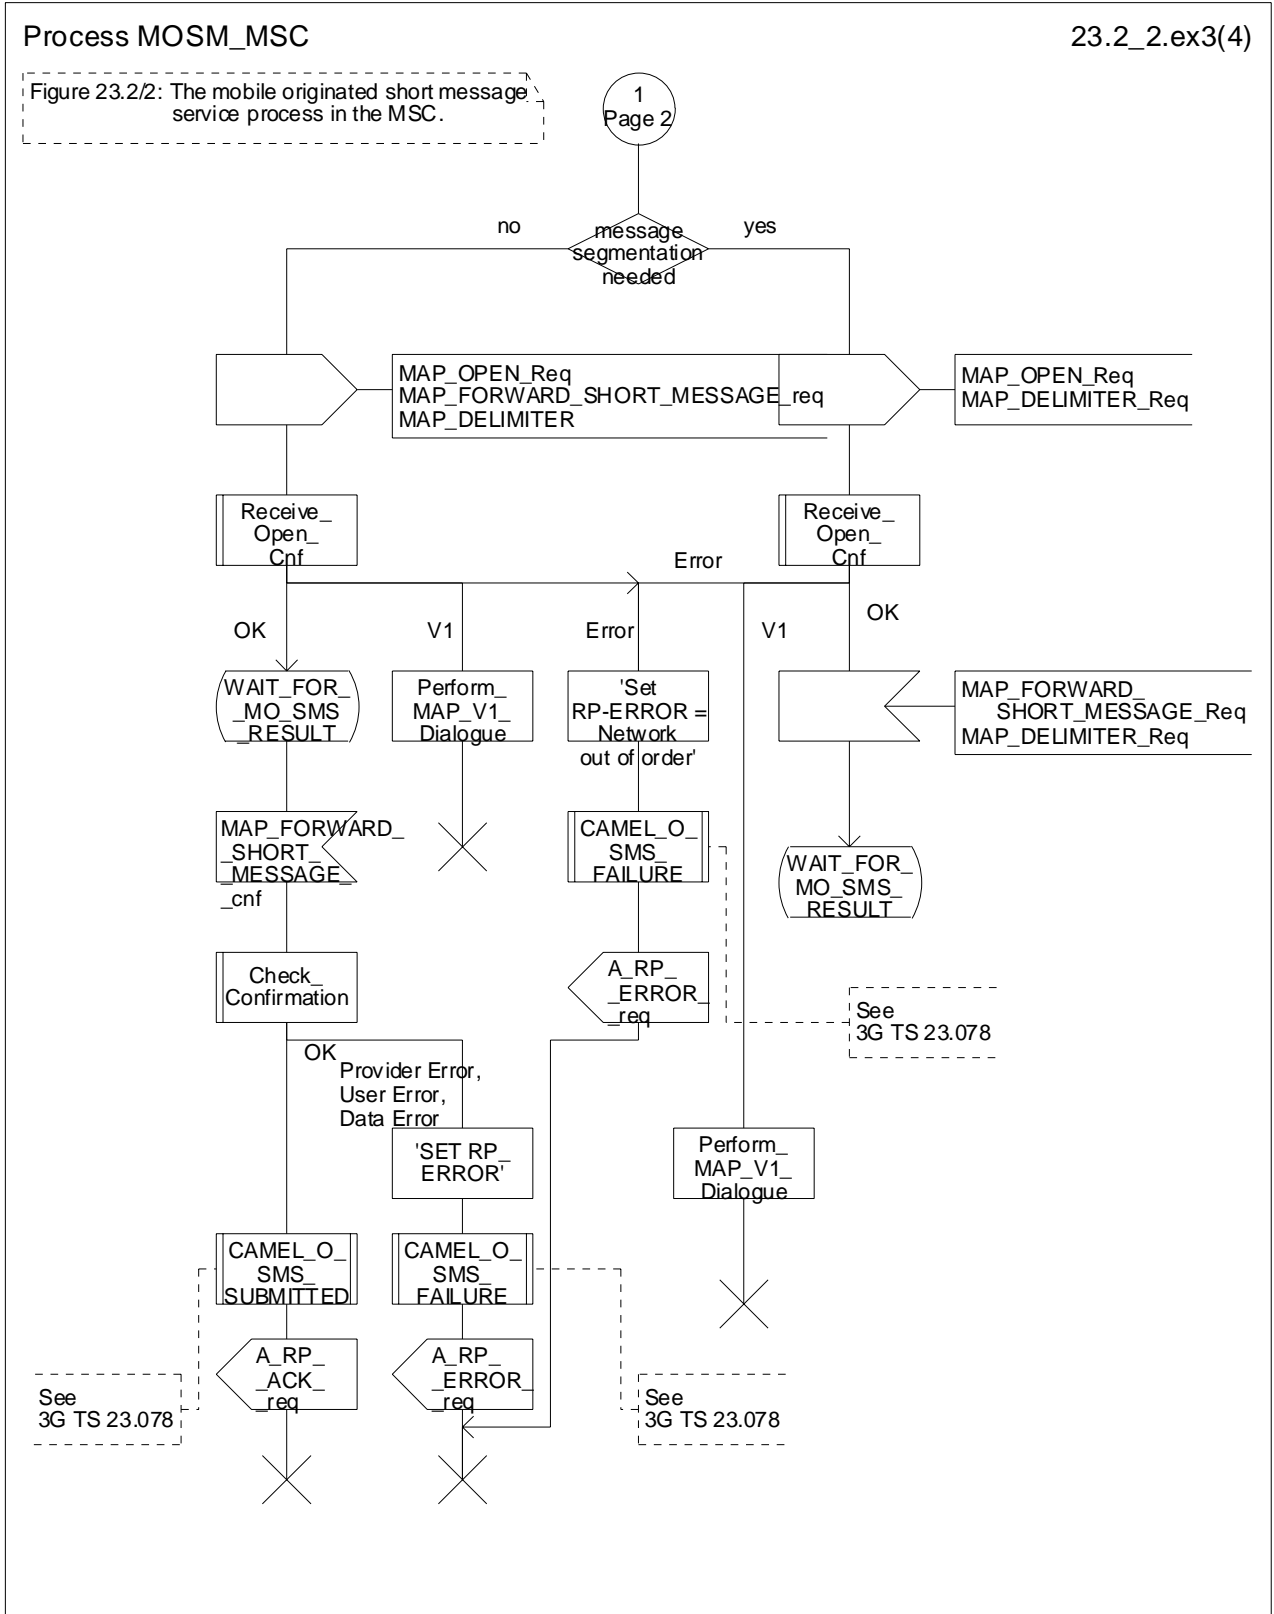 Process MOSM_MSC
23.2_2.ex3(4)
Figure 23.2/2: The mobile originated short message
service process in the MSC.
1
Page 2
no
message
segmentation
needed
yes
MAP_OPEN_Req
MAP_FORWARD_SHORT_MESSAGE_req
MAP_DELIMITER
MAP_OPEN_Req
MAP_DELIMITER_Req
Receive_
Open_
Cnf
Receive_
Open_
Cnf
Error
OK
V1
Error
V1
OK
WAIT_FOR_
_MO_SMS
_RESULT
Perform_
MAP_V1_
Dialogue
'Set
RP-ERROR =
Network
out of order'
MAP_FORWARD_
SHORT_MESSAGE_Req
MAP_DELIMITER_Req
MAP_FORWARD_
_SHORT_
_MESSAGE_
_cnf
CAMEL_O_
SMS_
FAILURE
WAIT_FOR_
MO_SMS_
RESULT
Check_
Confirmation
A_RP_
_ERROR_
_req
See
3G TS 23.078
OK
Provider Error,
User Error,
Data Error
'SET RP_
ERROR'
Perform_
MAP_V1_
Dialogue
CAMEL_O_
SMS_
SUBMITTED
CAMEL_O_
SMS_
FAILURE
A_RP_
_ACK_
_req
A_RP_
_ERROR_
_req
See
3G TS 23.078
See
3G TS 23.078